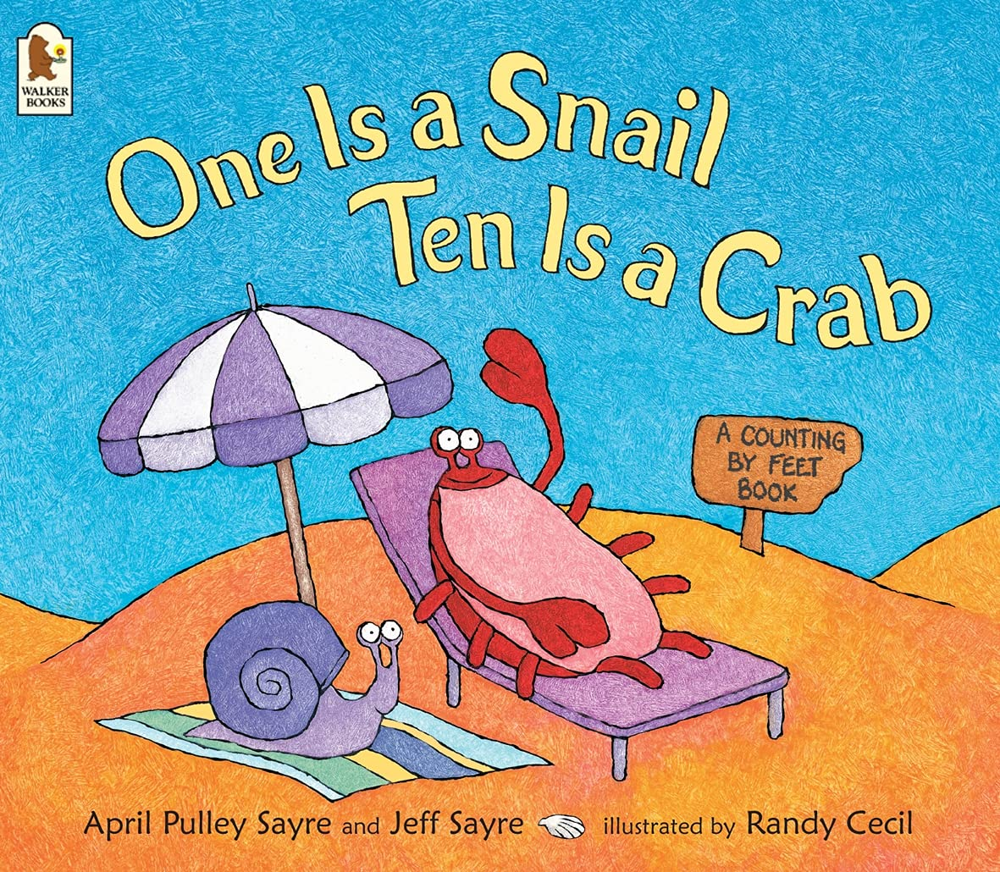 WALKER
BOOKS
One Is a Snail
Ten Is a Crab
A COUNTING
BY FEET
BOOK
April Pulley Sayre and Jeff Sayre illustrated by Randy Cecil